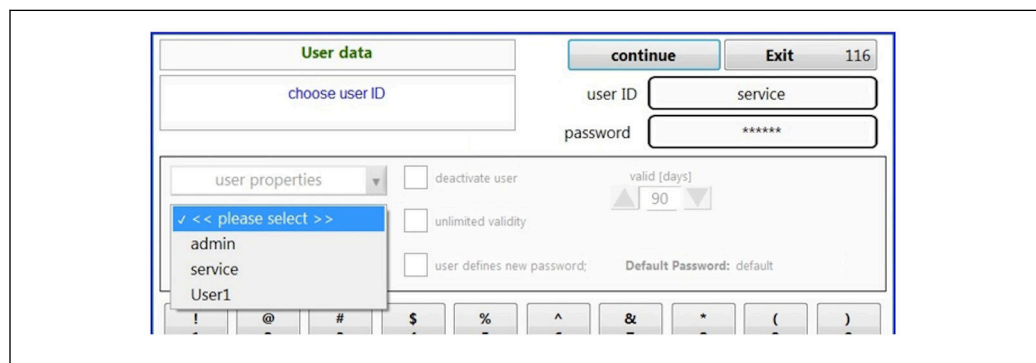 User data
continue
Exit 116
choose user ID
user ID service
password ******
user properties
deactivate user
valid [days]
90
✓ << please select >>
unlimited validity
admin
service
user defines new password; Default Password: default
User1
! @ # $ % ^ & * ( )